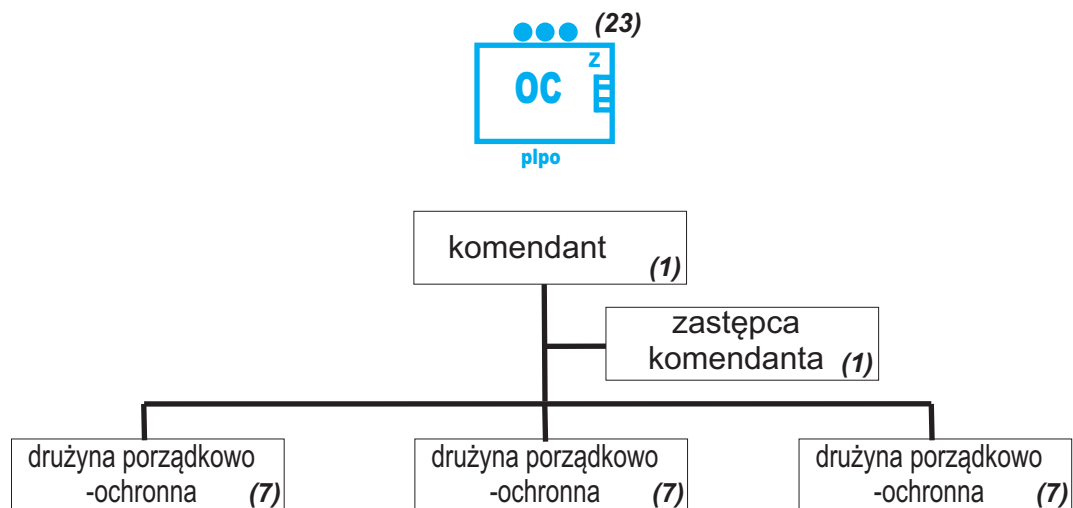 (23)
Z
OC
plpo
komendant
(1)
zastępca
komendanta (1)
drużyna porządkowo
-ochronna (7)
drużyna porządkowo
-ochronna (7)
drużyna porządkowo
-ochronna (7)